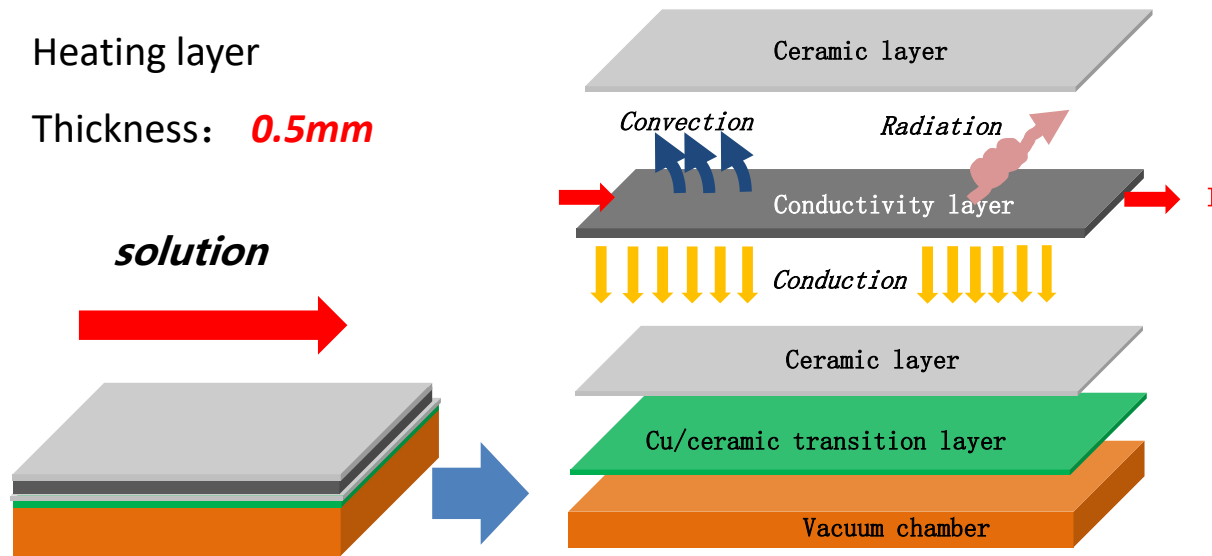 Heating layer
Thickness： 0.5mm
solution
Ceramic layer
Convection
Radiation
Conductivity layer
Conduction
Ceramic layer
Cu/ceramic transition layer
Vacuum chamber